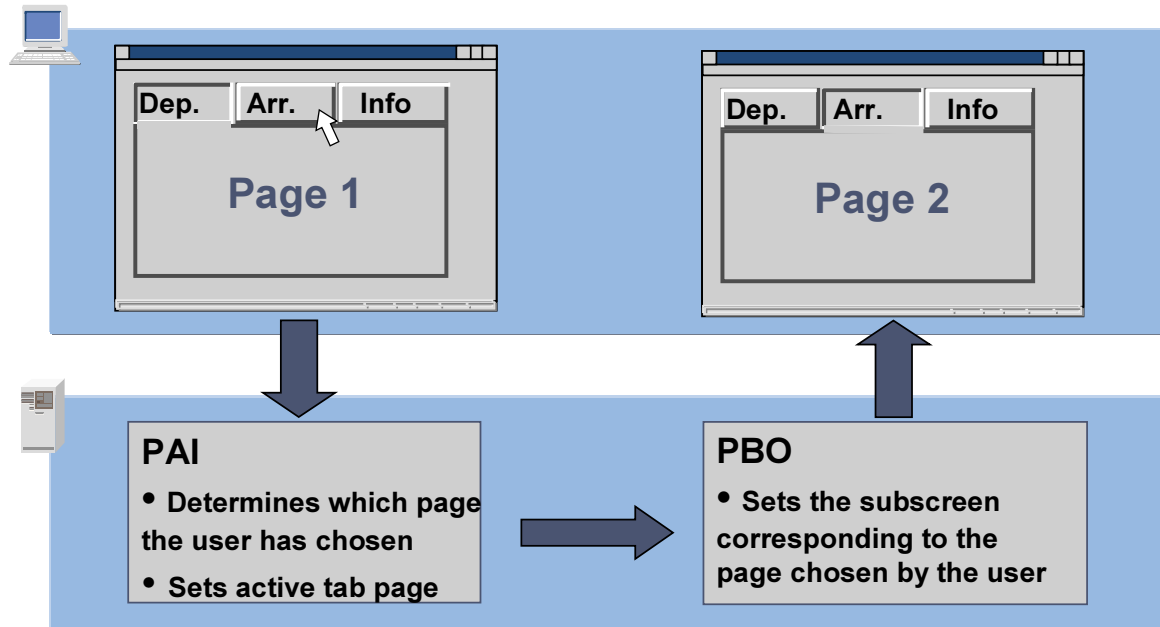 Dep.
Arr.
Info
Page 1
Dep.
Arr.
Info
Page 2
PAI
• Determines which page
the user has chosen
• Sets active tab page
PBO
• Sets the subscreen
corresponding to the
page chosen by the user